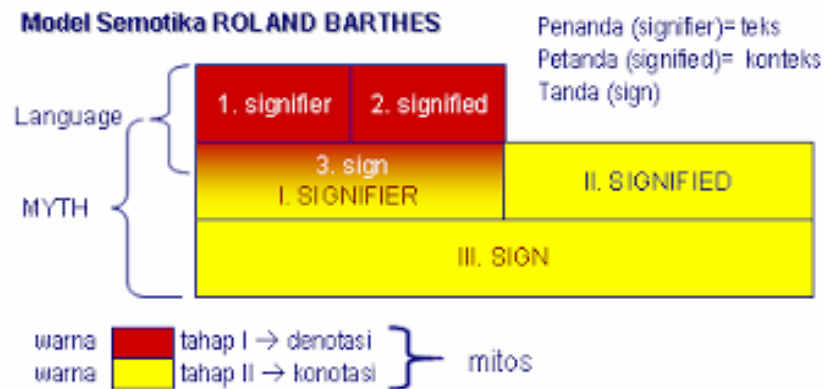 Model Semotika ROLAND BARTHES
Penanda (signifier)= teks
Petanda (signified)= konteks
Tanda (sign)
Language
1. signifier
2. signified
3. sign
I. SIGNIFIER
II. SIGNIFIED
MYTH
III. SIGN
warna tahap I → denotasi
warna tahap II → konotasi
mitos